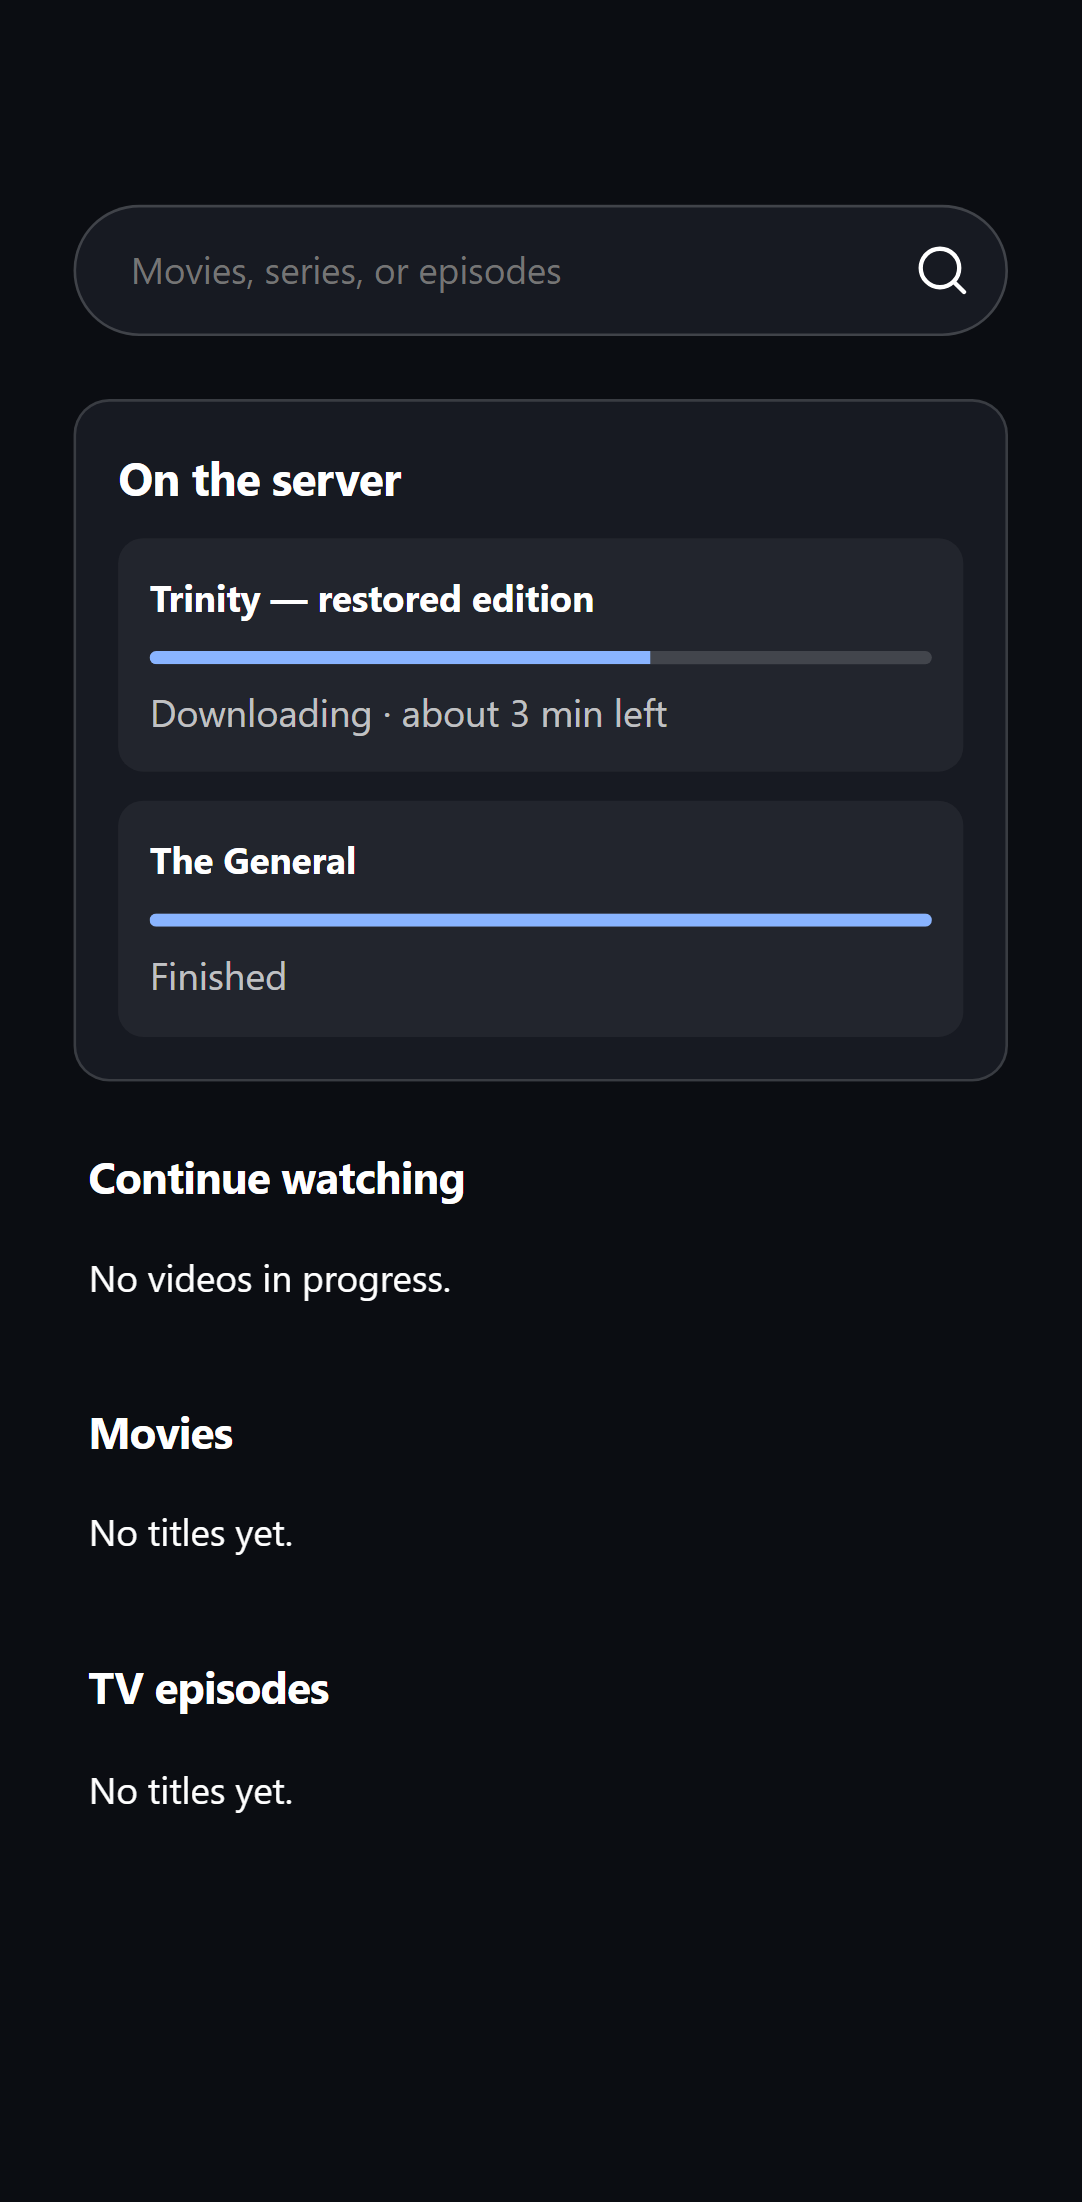 Movies, series, or episodes
On the server
Trinity — restored edition
Downloading · about 3 min left
The General
Finished
Continue watching
No videos in progress.
Movies
No titles yet.
TV episodes
No titles yet.